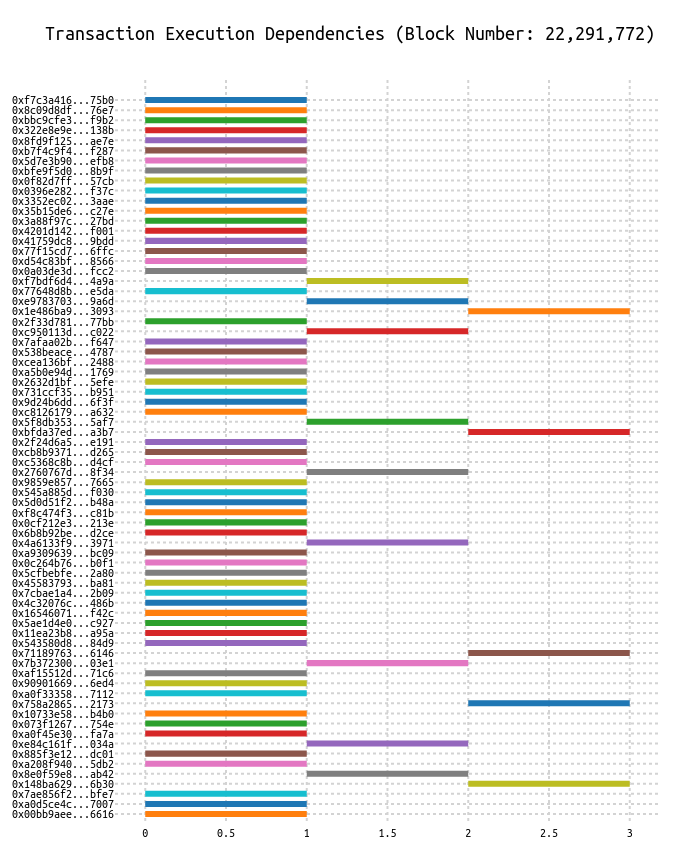 Transaction Execution Dependencies (Block Number: 22,291,772)
0xf7c3a416...75b0
0x8c09d8df...76e7
0xbbc9cfe3...f9b2
0x322e8e9e...138b
0x8fd9f125...ae7e
0xb7f4c9f4...f287
0x5d7e3b90...efb8
0xbfe9f5d0...8b9f
0x0f82d7ff...57cb
0x0396e282...f37c
0x3352ec02...3aae
0x35b15de6...c27e
0x3a88f97c...27bd
0x4201d142...f001
0x41759dc8...9bdd
0x77f15cd7...6ffc
0xd54c83bf...8566
0x0a03de3d...fcc2
0xf7bdf6d4...4a9a
0x77648d8b...e5da
0xe9783703...9a6d
0x1e486ba9...3093
0x2f33d781...77bb
0xc950113d...c022
0x7afaa02b...f647
0x538beace...4787
0xcea136bf...2488
0xa5b0e94d...1769
0x2632d1bf...5efe
0x731ccf35...b951
0x9d24b6dd...6f3f
0xc8126179...a632
0x5f8db353...5af7
0xbfda37ed...a3b7
0x2f24d6a5...e191
0xcb8b9371...d265
0xc5368c8b...d4cf
0x2760767d...8f34
0x9859e857...7665
0x545a885d...f030
0x5d0d51f2...b48a
0xf8c474f3...c81b
0x0cf212e3...213e
0x6b8b92be...d2ce
0x4a6133f9...3971
0xa9309639...bc09
0x0c264b76...b0f1
0x5cfbebfe...2a80
0x45583793...ba81
0x7cbae1a4...2b09
0x4c32076c...486b
0x16546071...f42c
0x5ae1d4e0...c927
0x11ea23b8...a95a
0x543580d8...84d9
0x71189763...6146
0x7b372300...03e1
0xaf15512d...71c6
0x90901669...6ed4
0xa0f33358...7112
0x758a2865...2173
0x10733e58...b4b0
0x073f1267...754e
0xa0f45e30...fa7a
0xe84c161f...034a
0x885f3e12...dc01
0xa208f940...5db2
0x8e0f59e8...ab42
0x148ba629...6b30
0x7ae856f2...bfe7
0xa0d5ce4c...7007
0x00bb9aee...6616
0 0.5 1 1.5 2 2.5 3